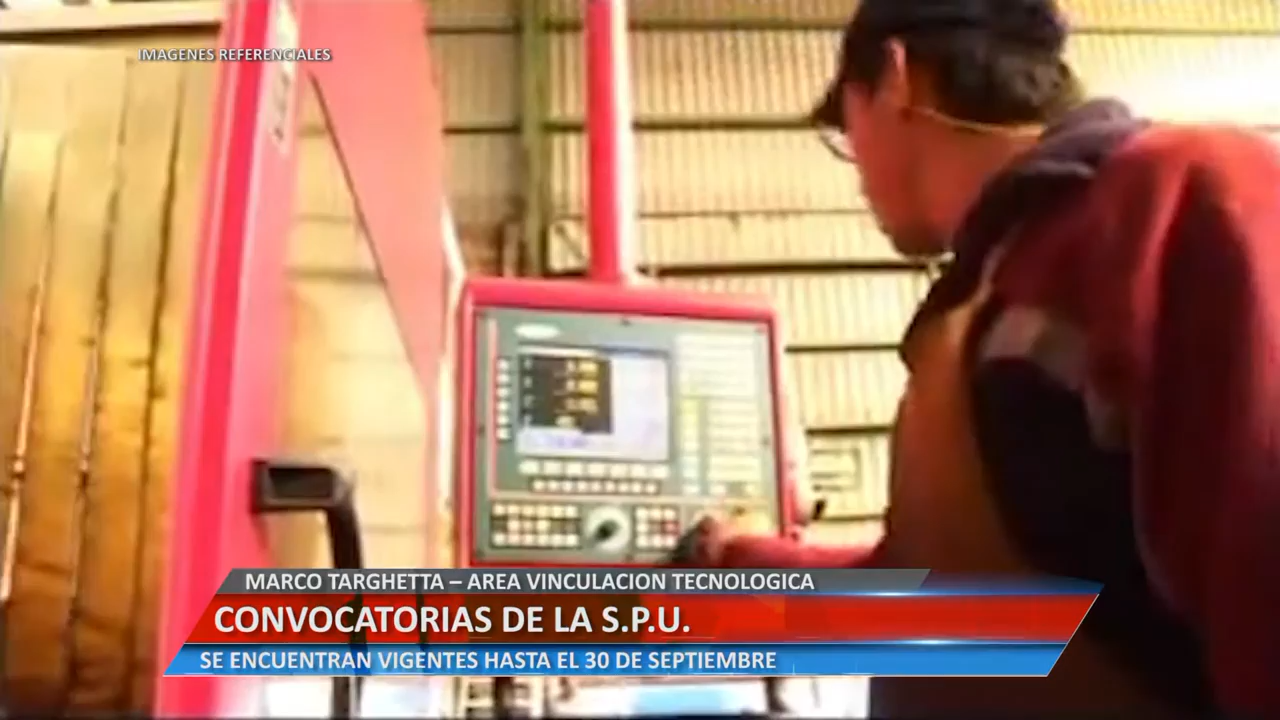 IMAGENES REFERENCIALES
MARCO TARGHETTA – AREA VINCULACION TECNOLOGICA
CONVOCATORIAS DE LA S.P.U.
SE ENCUENTRAN VIGENTES HASTA EL 30 DE SEPTIEMBRE